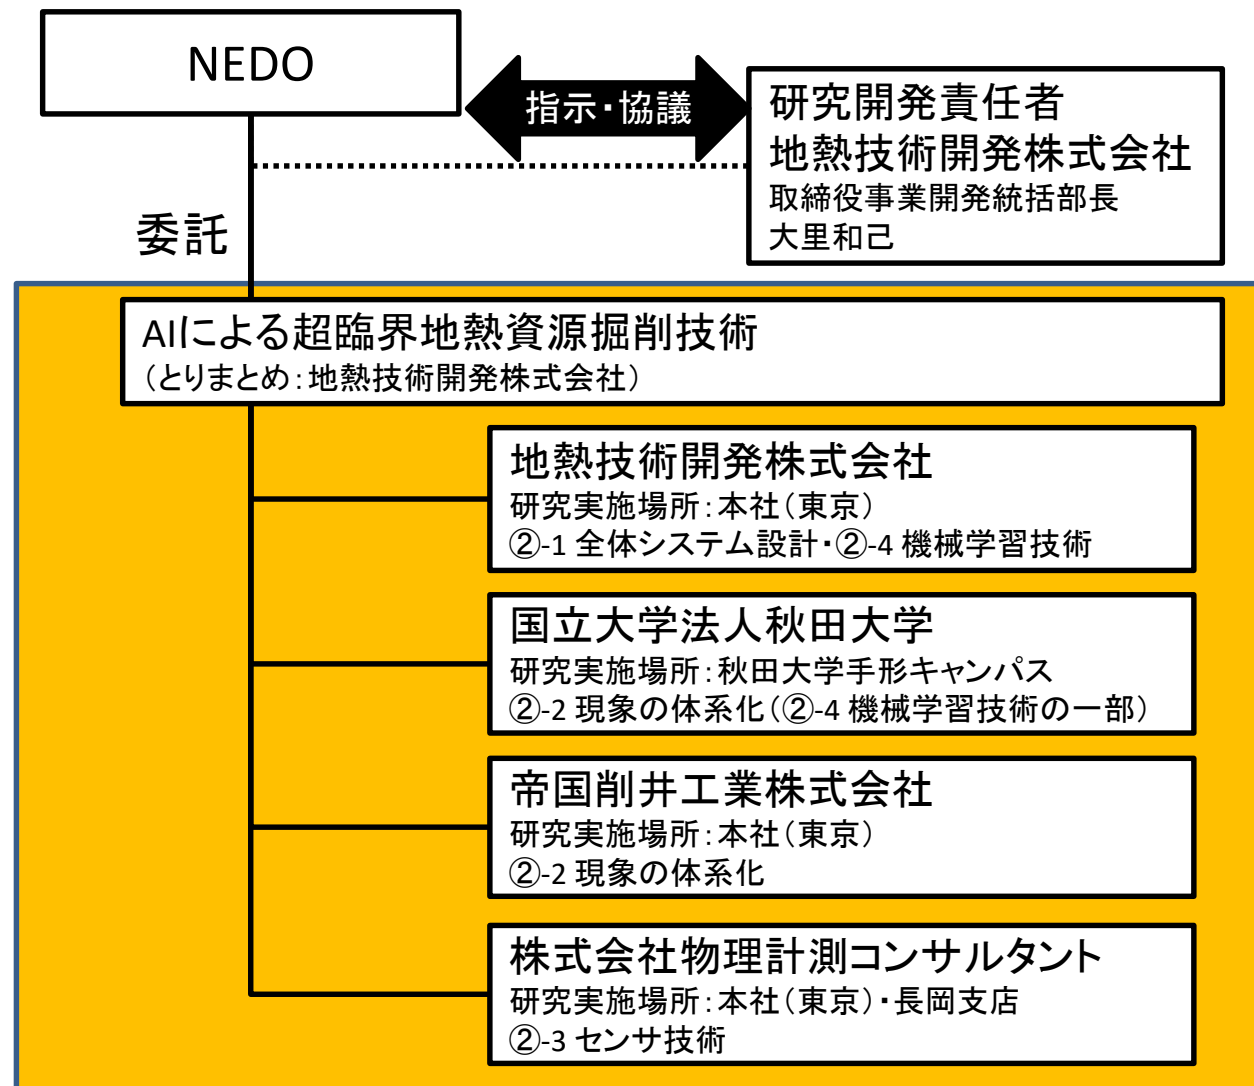 NEDO
指示・協議
研究開発責任者
地熱技術開発株式会社
取締役事業開発統括部長
大里和己
委託
AIによる超臨界地熱資源掘削技術
（とりまとめ：地熱技術開発株式会社）
地熱技術開発株式会社
研究実施場所：本社（東京）
②-1 全体システム設計・②-4 機械学習技術
国立大学法人秋田大学
研究実施場所：秋田大学手形キャンパス
②-2 現象の体系化（②-4 機械学習技術の一部）
帝国削井工業株式会社
研究実施場所：本社（東京）
②-2 現象の体系化
株式会社物理計測コンサルタント
研究実施場所：本社（東京）・長岡支店
②-3 センサ技術